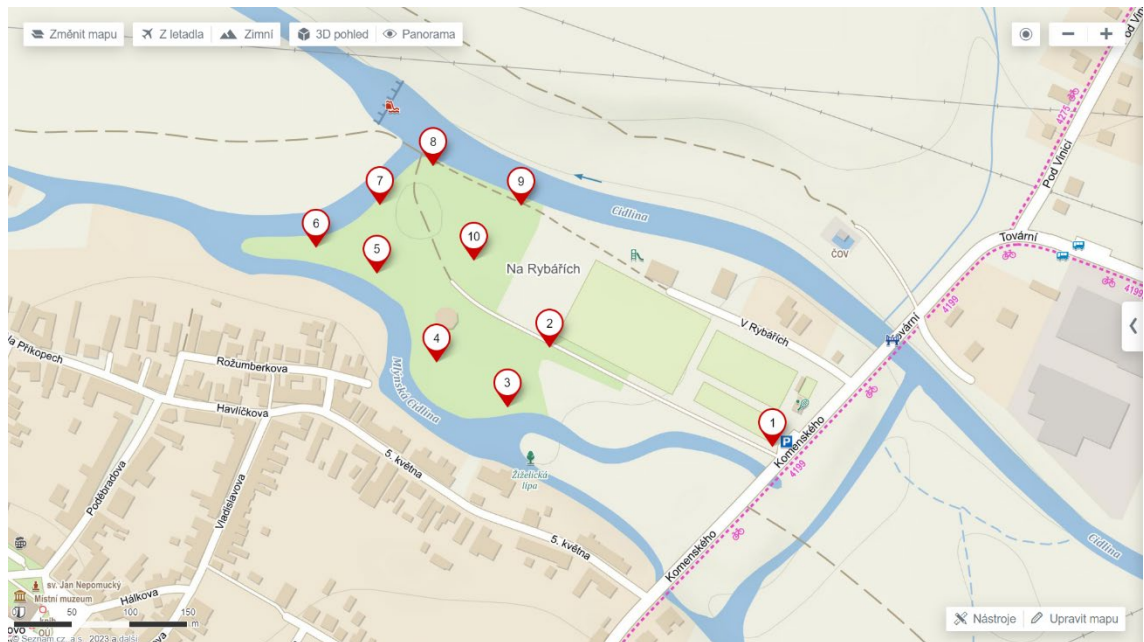 Změnit mapu
Z letadla
Zimní
3D pohled
Panorama
Pod Vinicí
4275
Pod Vinicí
8
7
9
Cidlina
6
5
10
ČOV
Tovární
Na Rybářích
4199
4199
Tovární
2
V Rybářích
4
Rožumberkova
Mlýnská Cidlina
3
Havlíčkova
1
P
Komenského
4199
Žiželická
lípa
5. května
Poděbradova
Vladislavova
5. května
Komenského
Cidlina
sv. Jan Nepomucký
Místní muzeum
Hálkova
50
100
150
m
Nástroje
Upravit mapu
© Seznam.cz, a.s., 2023 a další